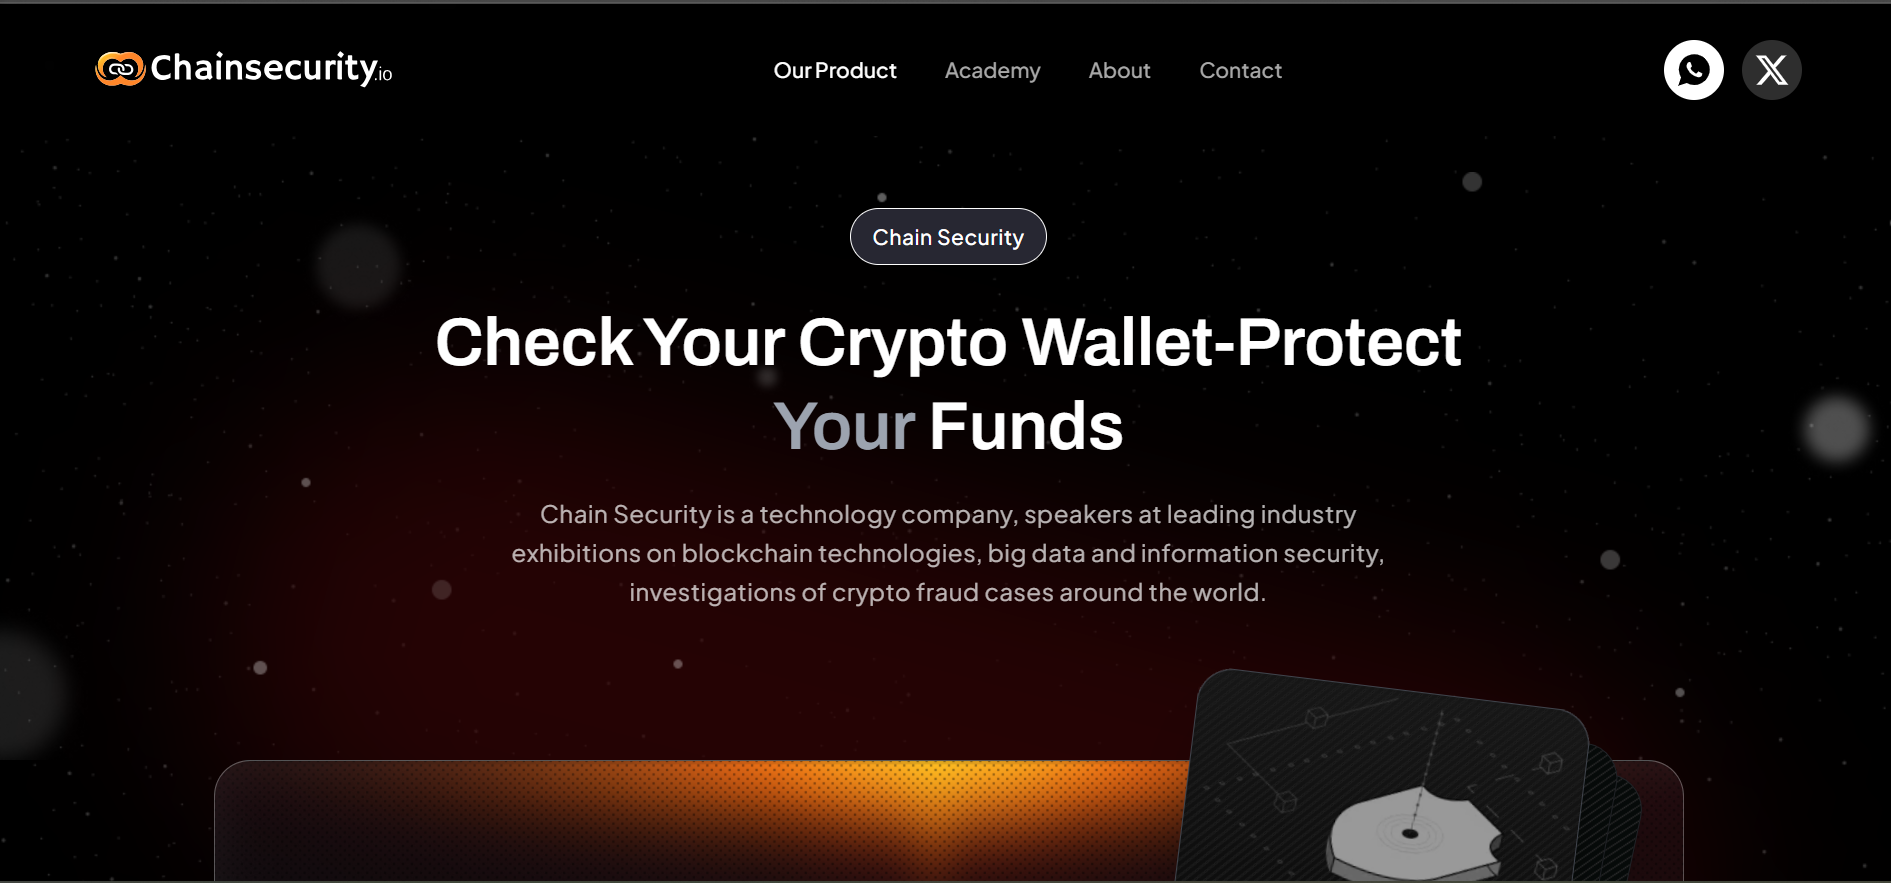 Chainsecurity.io
Our Product Academy About Contact
Chain Security
Check Your Crypto Wallet-Protect
Your Funds
Chain Security is a technology company, speakers at leading industry
exhibitions on blockchain technologies, big data and information security,
investigations of crypto fraud cases around the world.